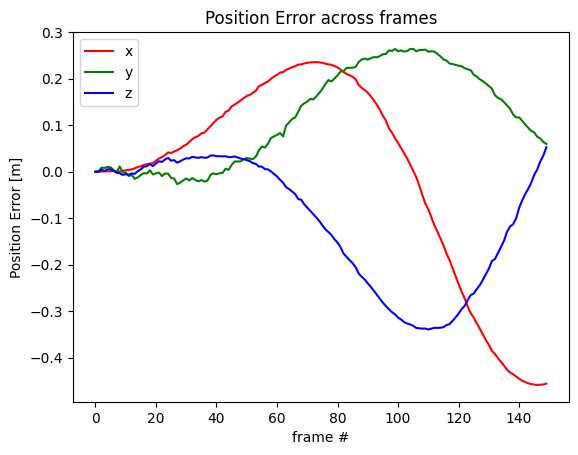 Position Error across frames
x
y
z
Position Error [m]
0.3
0.2
0.1
0.0
−0.1
−0.2
−0.3
−0.4
0 20 40 60 80 100 120 140
frame #